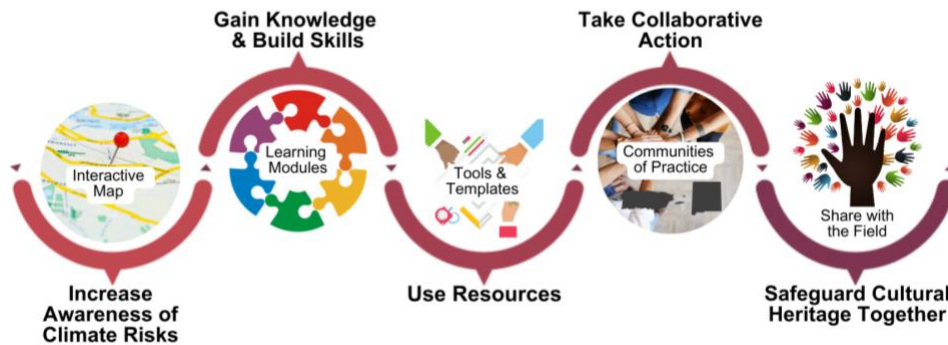 Gain Knowledge
& Build Skills
Take Collaborative
Action
Interactive
Map
Learning
Modules
Tools &
Templates
Communities
of Practice
Share with
the Field
Increase
Awareness of
Climate Risks
Use Resources
Safeguard Cultural
Heritage Together